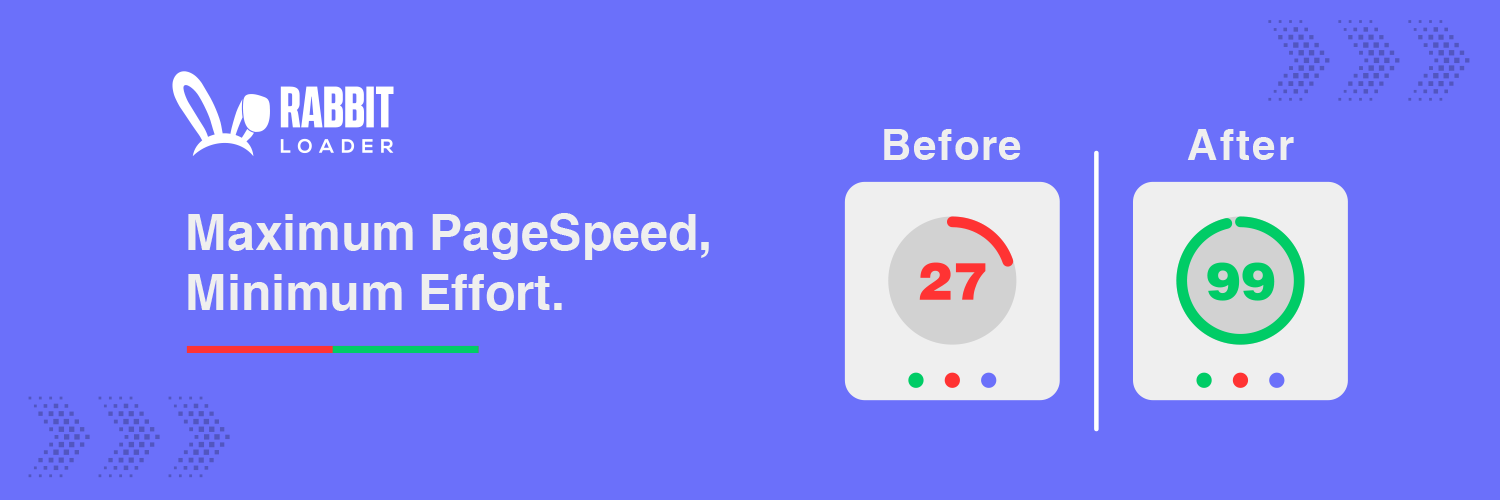 RABBIT
LOADER
Maximum PageSpeed,
Minimum Effort.
Before
After
27
99